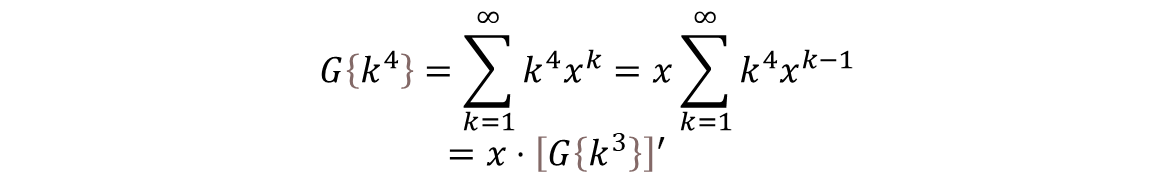 G{k⁴} = ∑_{k=1}^{∞} k⁴x^k = x ∑_{k=1}^{∞} k⁴x^{k−1}
= x · [G{k³}]′